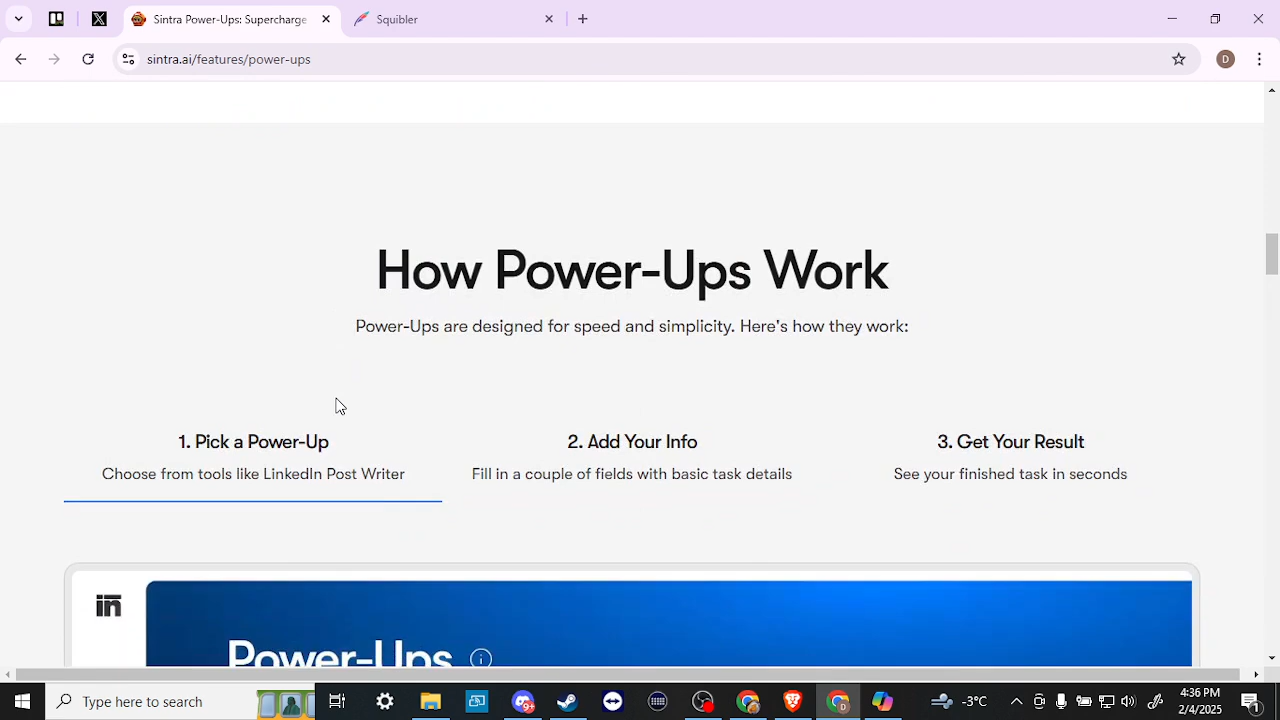 Sintra Power-Ups: Supercharge
Squibler
sintra.ai/features/power-ups
D
How Power-Ups Work
Power-Ups are designed for speed and simplicity. Here's how they work:
1. Pick a Power-Up
Choose from tools like LinkedIn Post Writer
2. Add Your Info
Fill in a couple of fields with basic task details
3. Get Your Result
See your finished task in seconds
in
Power-Ups
Type here to search
9+
D
-3°C
4:36 PM
2/4/2025
1